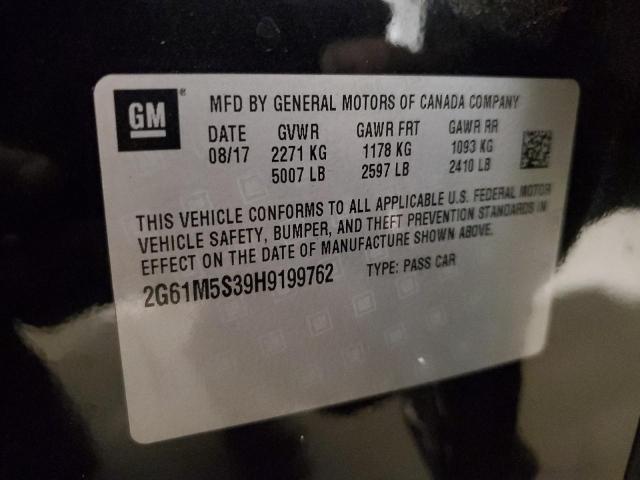 GM ®
MFD BY GENERAL MOTORS OF CANADA COMPANY
DATE GVWR GAWR FRT GAWR RR
08/17 2271 KG 1178 KG 1093 KG
5007 LB 2597 LB 2410 LB
THIS VEHICLE CONFORMS TO ALL APPLICABLE U.S. FEDERAL MOTOR
VEHICLE SAFETY, BUMPER, AND THEFT PREVENTION STANDARDS IN
EFFECT ON THE DATE OF MANUFACTURE SHOWN ABOVE.
2G61M5S39H9199762 TYPE: PASS CAR